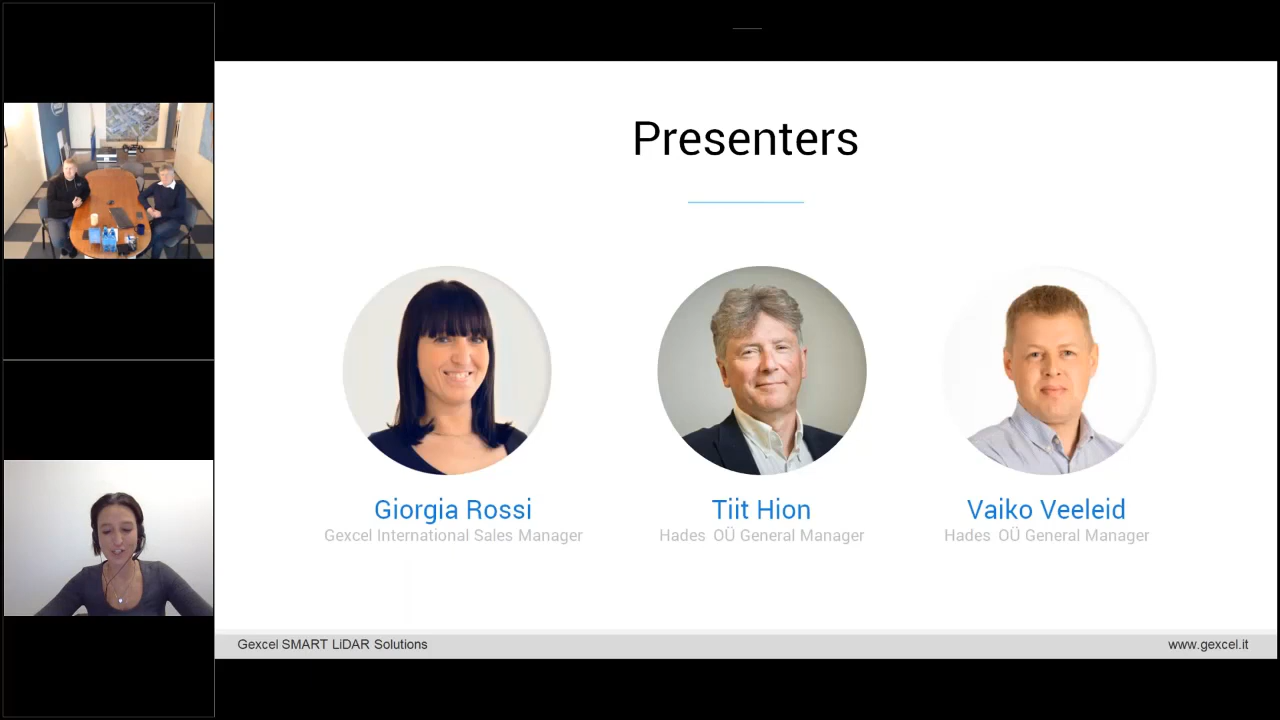 Presenters
Giorgia Rossi
Gexcel International Sales Manager
Tiit Hion
Hades OÜ General Manager
Vaiko Veeleid
Hades OÜ General Manager
Gexcel SMART LiDAR Solutions
www.gexcel.it